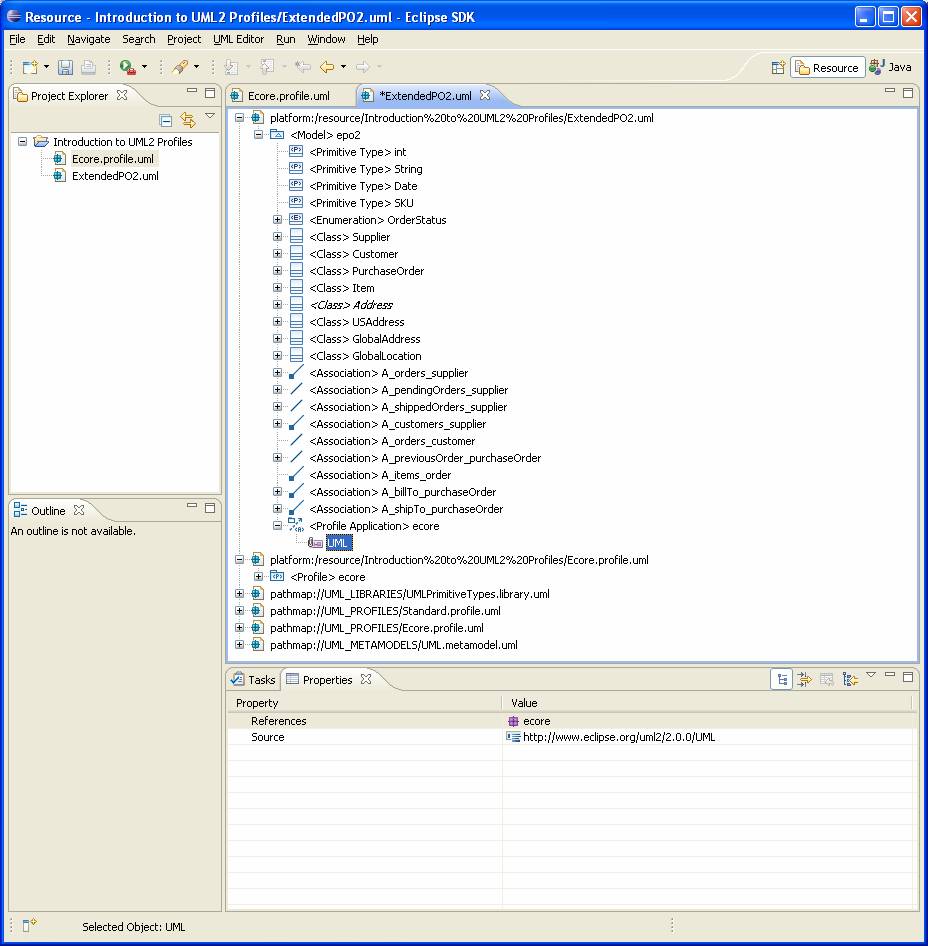 Resource - Introduction to UML2 Profiles/ExtendedPO2.uml - Eclipse SDK
File Edit Navigate Search Project UML Editor Run Window Help
Resource Java
Project Explorer
Introduction to UML2 Profiles
Ecore.profile.uml
ExtendedPO2.uml
Outline
An outline is not available.
Ecore.profile.uml *ExtendedPO2.uml
platform:/resource/Introduction%20to%20UML2%20Profiles/ExtendedPO2.uml
<Model> epo2
<Primitive Type> int
<Primitive Type> String
<Primitive Type> Date
<Primitive Type> SKU
<Enumeration> OrderStatus
<Class> Supplier
<Class> Customer
<Class> PurchaseOrder
<Class> Item
<Class> Address
<Class> USAddress
<Class> GlobalAddress
<Class> GlobalLocation
<Association> A_orders_supplier
<Association> A_pendingOrders_supplier
<Association> A_shippedOrders_supplier
<Association> A_customers_supplier
<Association> A_orders_customer
<Association> A_previousOrder_purchaseOrder
<Association> A_items_order
<Association> A_billTo_purchaseOrder
<Association> A_shipTo_purchaseOrder
<Profile Application> ecore
UML
platform:/resource/Introduction%20to%20UML2%20Profiles/Ecore.profile.uml
<Profile> ecore
pathmap://UML_LIBRARIES/UMLPrimitiveTypes.library.uml
pathmap://UML_PROFILES/Standard.profile.uml
pathmap://UML_PROFILES/Ecore.profile.uml
pathmap://UML_METAMODELS/UML.metamodel.uml
Tasks Properties
Property Value
References ecore
Source http://www.eclipse.org/uml2/2.0.0/UML
Selected Object: UML